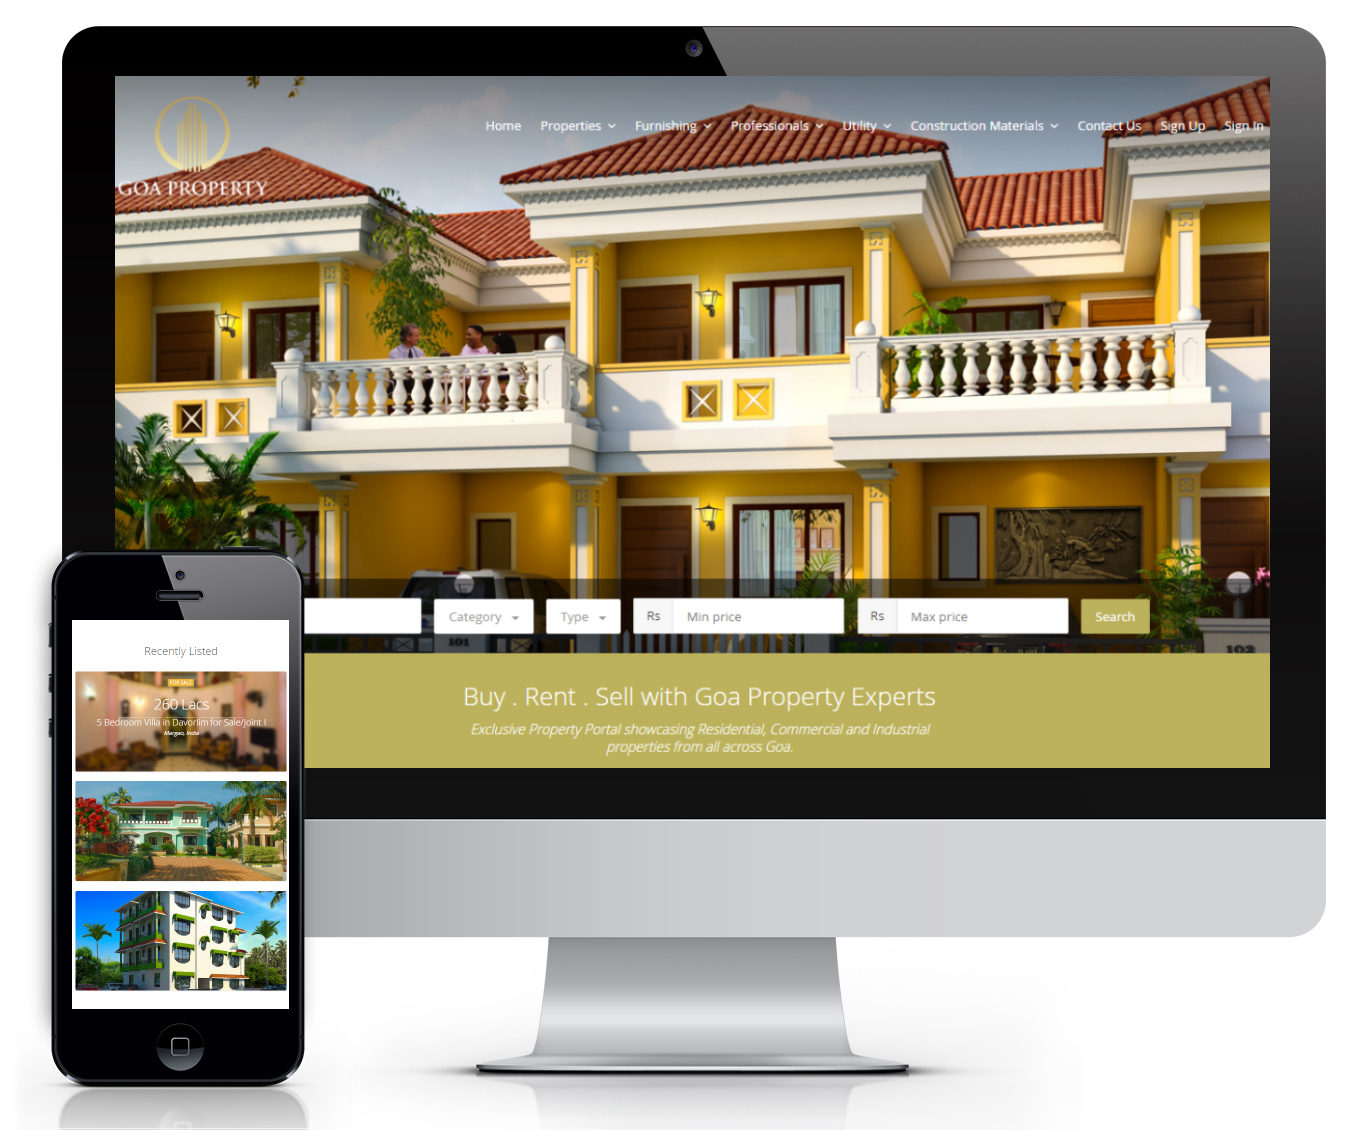 GOA PROPERTY
Home Properties Furnishing Professionals Utility Construction Materials Contact Us Sign Up Sign In
101
102
Category Type Rs Min price Rs Max price Search
Buy . Rent . Sell with Goa Property Experts
Exclusive Property Portal showcasing Residential, Commercial and Industrial
properties from all across Goa.
Recently Listed
FOR SALE
260 Lacs
5 Bedroom Villa in Davorlim for Sale/Joint
Margao, India